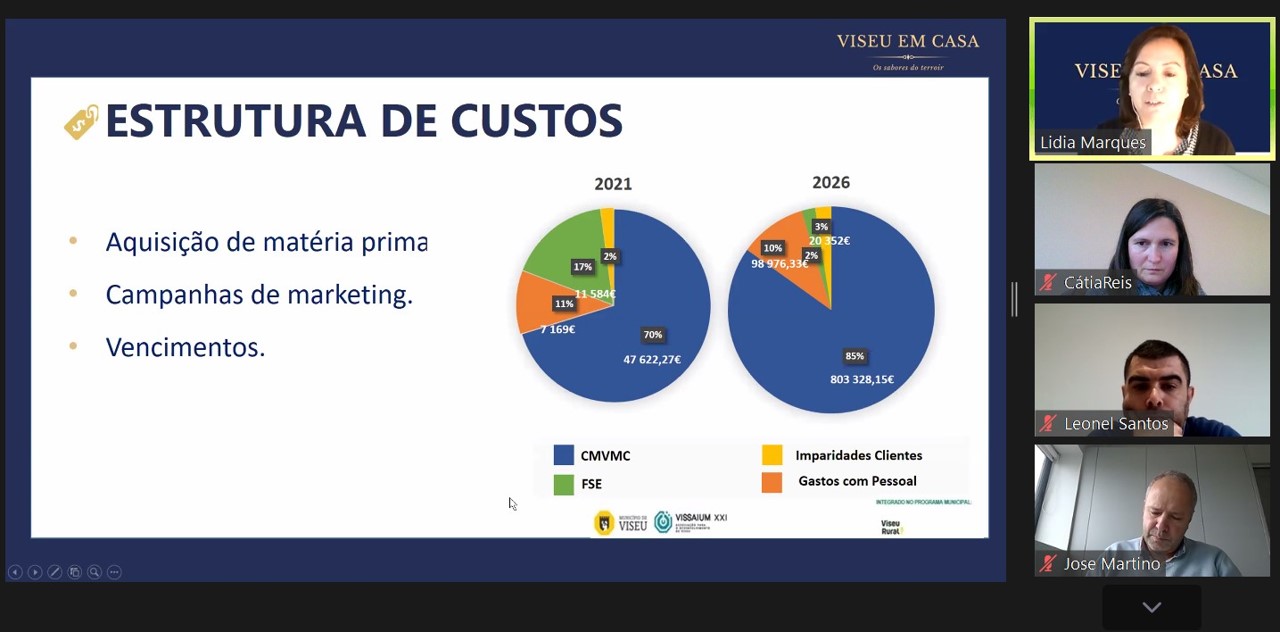 VISEU EM CASA
Os sabores do terroir
ESTRUTURA DE CUSTOS
• Aquisição de matéria prima
• Campanhas de marketing.
• Vencimentos.
2021
2%
17%
11 584€
11%
7 169€
70%
47 622,27€
2026
3%
20 352€
10%
2%
98 976,33€
85%
803 328,15€
CMVMC
Imparidades Clientes
FSE
Gastos com Pessoal
INTEGRADO NO PROGRAMA MUNICIPAL:
MUNICÍPIO DE
VISEU
VISSAIUM XXI
Viseu
Rural
VISE
ASA
Lidia Marques
CátiaReis
Leonel Santos
Jose Martino